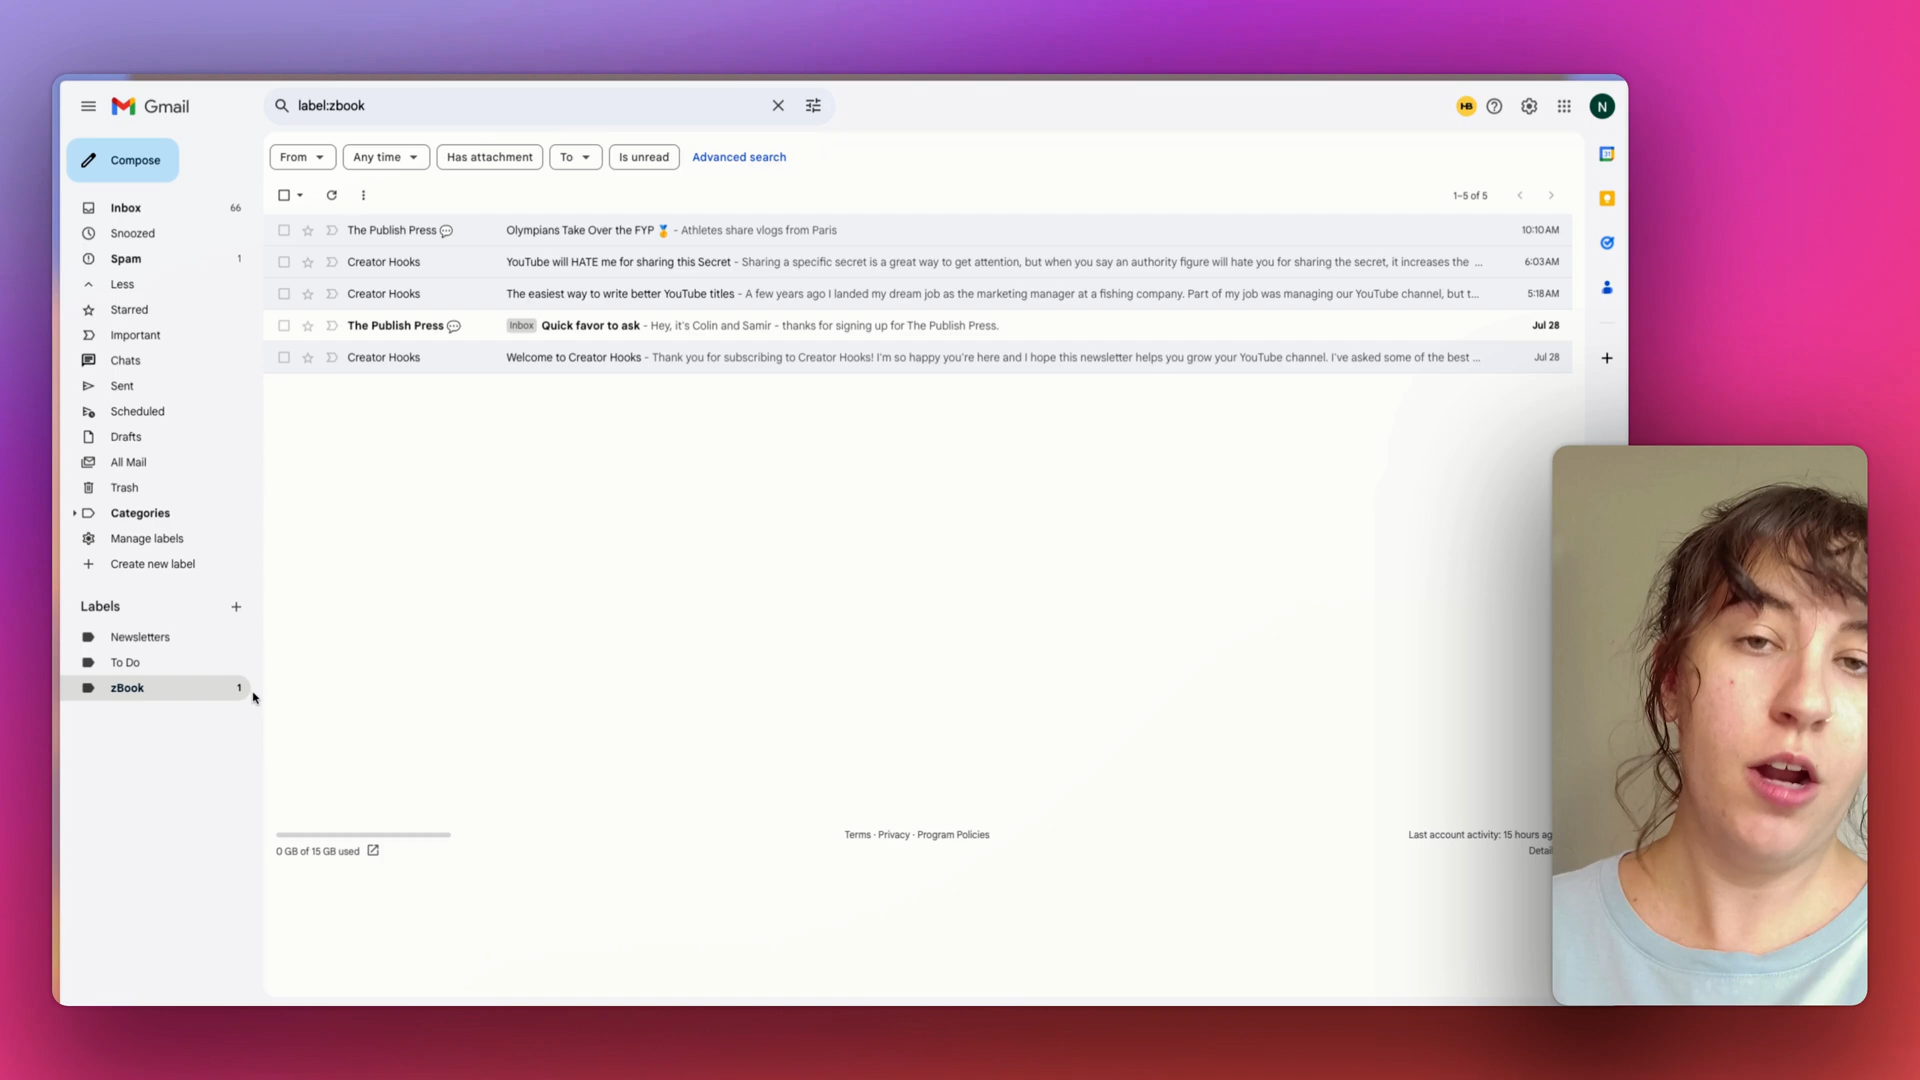 Gmail
label:zbook
HB
N
Compose
From
Any time
Has attachment
To
Is unread
Advanced search
31
Inbox 66
1–5 of 5
Snoozed
The Publish Press Olympians Take Over the FYP 🥇 - Athletes share vlogs from Paris 10:10 AM
Spam 1
Creator Hooks YouTube will HATE me for sharing this Secret - Sharing a specific secret is a great way to get attention, but when you say an authority figure will hate you for sharing the secret, it increases the ... 6:03 AM
Less
Creator Hooks The easiest way to write better YouTube titles - A few years ago I landed my dream job as the marketing manager at a fishing company. Part of my job was managing our YouTube channel, but t... 5:18 AM
Starred
The Publish Press Inbox Quick favor to ask - Hey, it's Colin and Samir - thanks for signing up for The Publish Press. Jul 28
Important
Creator Hooks Welcome to Creator Hooks - Thank you for subscribing to Creator Hooks! I'm so happy you're here and I hope this newsletter helps you grow your YouTube channel. I've asked some of the best ... Jul 28
Chats
Sent
Scheduled
Drafts
All Mail
Trash
Categories
Manage labels
Create new label
Labels
Newsletters
To Do
zBook 1
0 GB of 15 GB used
Terms · Privacy · Program Policies
Last account activity: 15 hours ag
Detail